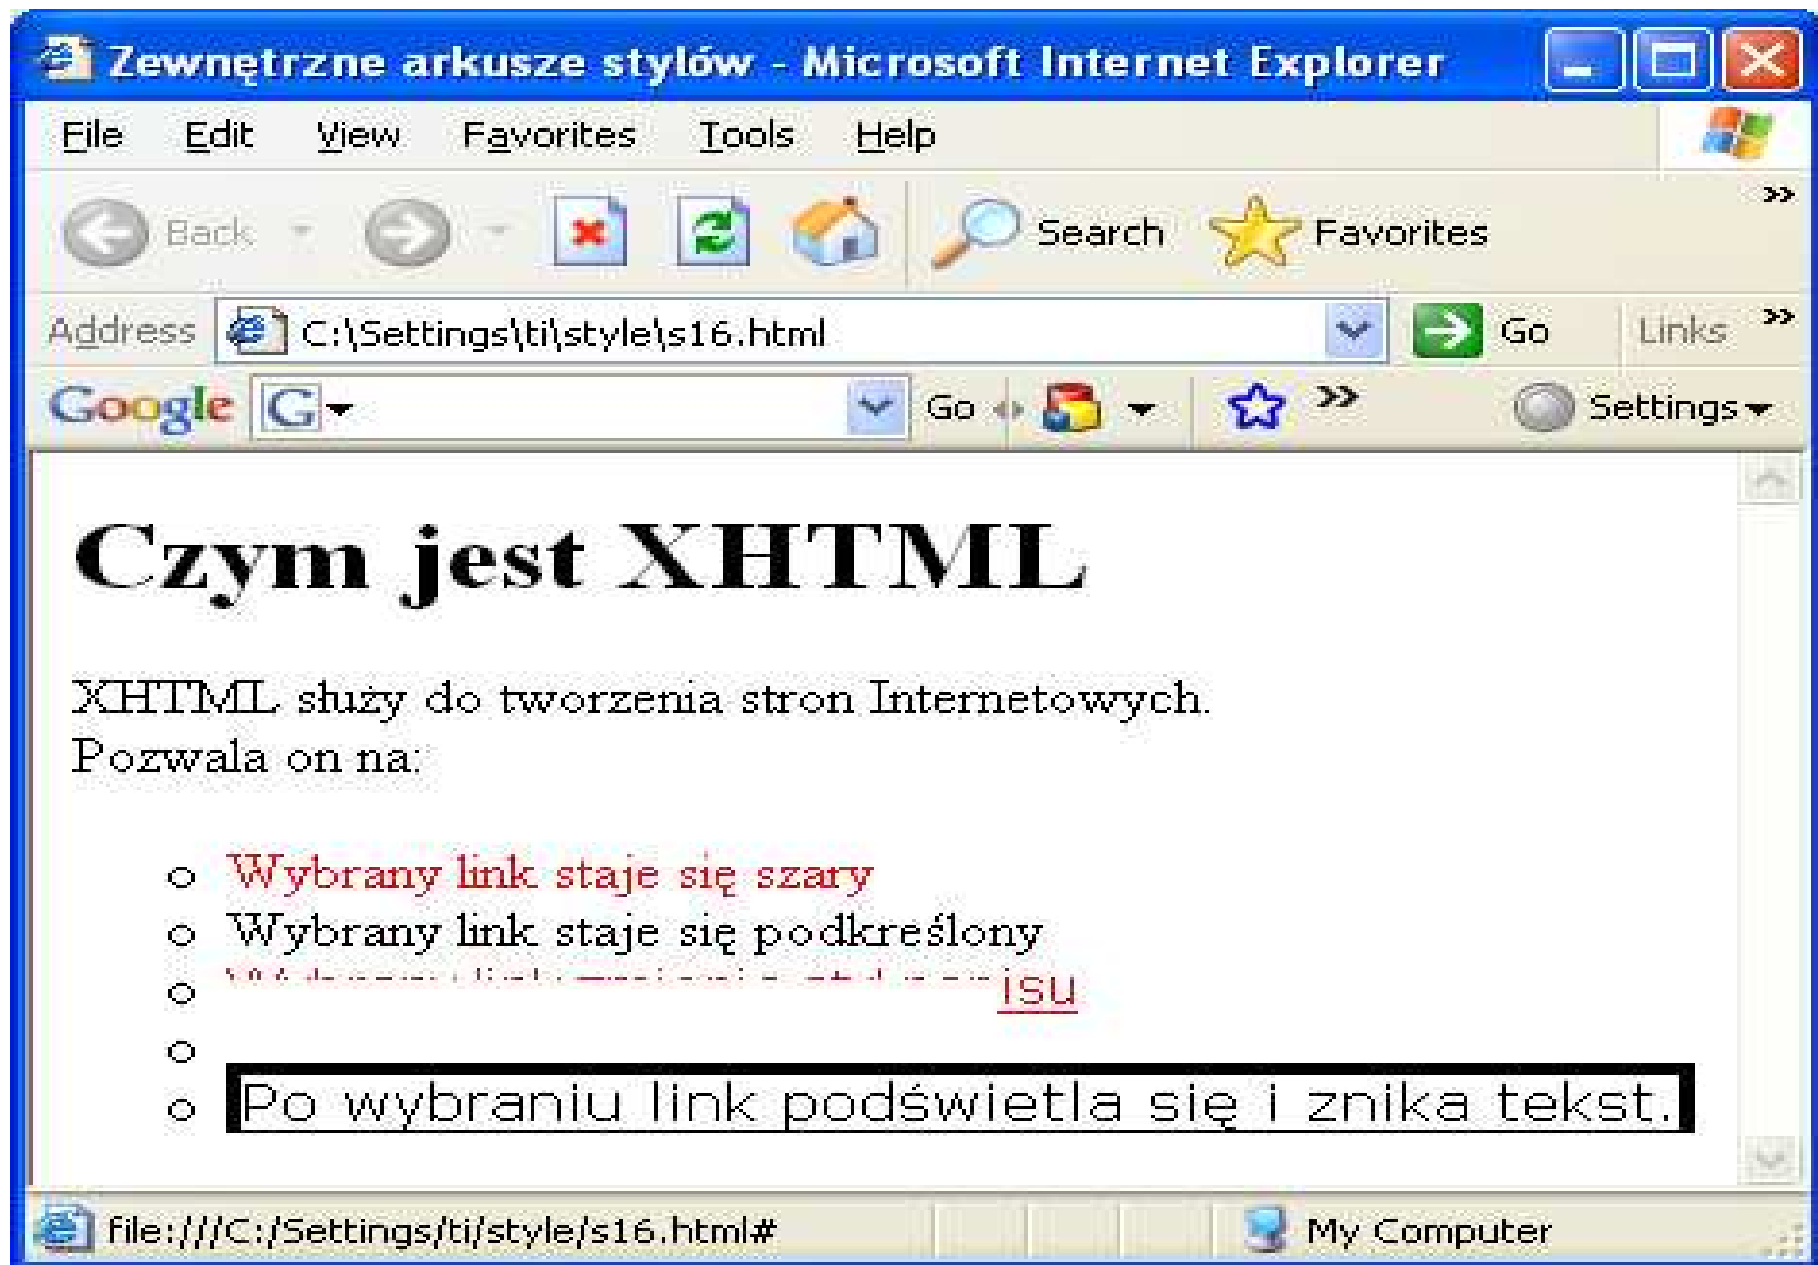 Zewnętrzne arkusze stylów - Microsoft Internet Explorer
File Edit View Favorites Tools Help
Back Search Favorites
Address C:\Settings\ti\style\s16.html Go Links
Google G Go Settings
Czym jest XHTML
XHTML służy do tworzenia stron Internetowych.
Pozwala on na:
Wybrany link staje się szary
Wybrany link staje się podkreślony
isu
Po wybraniu link podświetla się i znika tekst.
file:///C:/Settings/ti/style/s16.html# My Computer